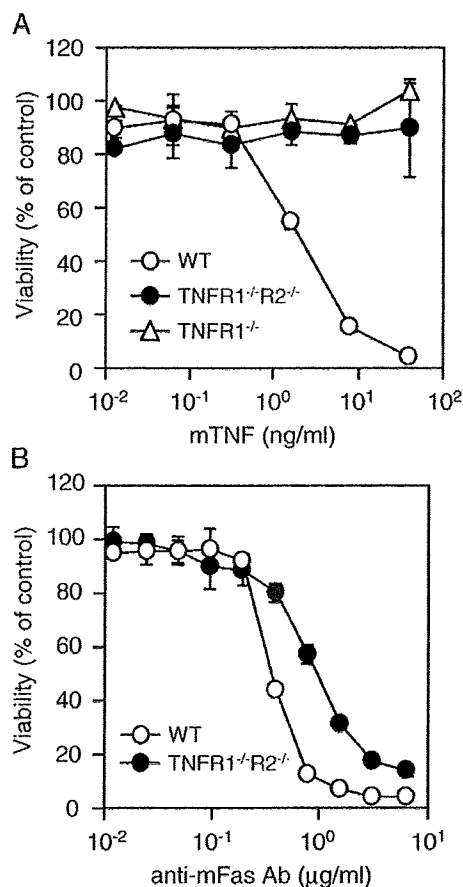 A
120
100
80
60
40
20
0
Viability (% of control)
WT
TNFR1⁻/⁻R2⁻/⁻
TNFR1⁻/⁻
10⁻² 10⁻¹ 10⁰ 10¹ 10²
mTNF (ng/ml)
B
120
100
80
60
40
20
0
Viability (% of control)
WT
TNFR1⁻/⁻R2⁻/⁻
10⁻² 10⁻¹ 10⁰ 10¹
anti-mFas Ab (μg/ml)